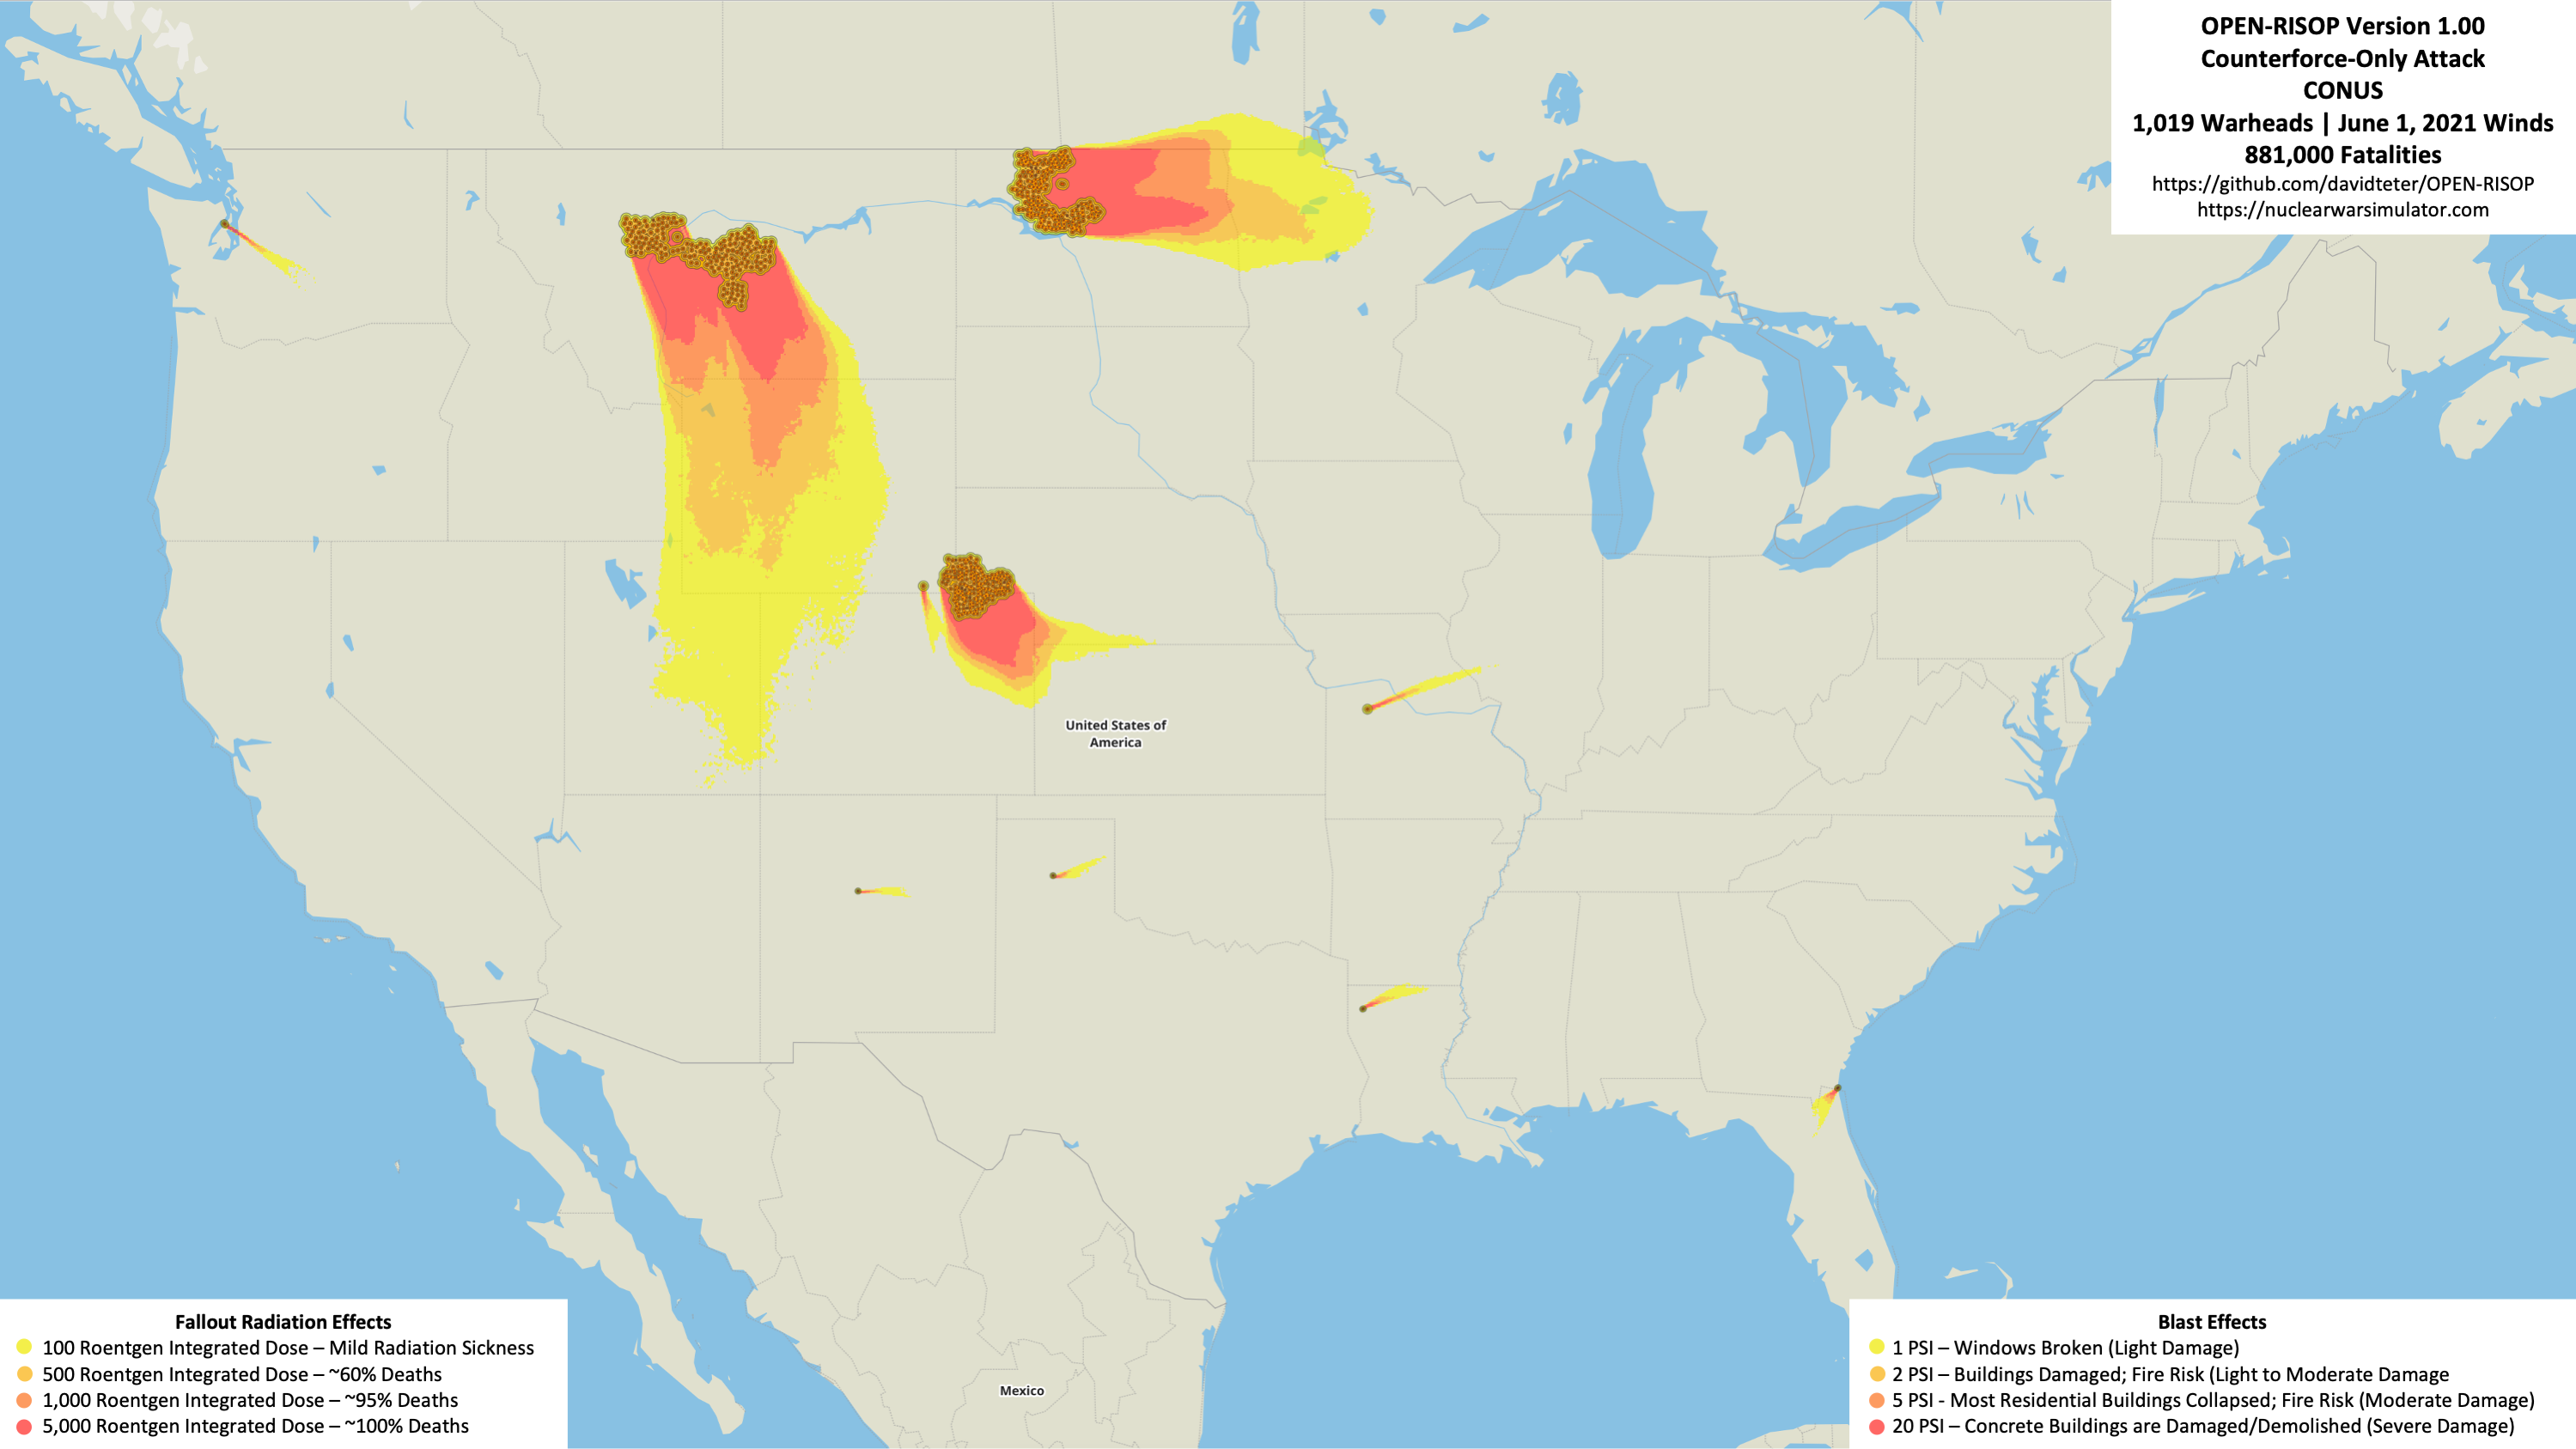 OPEN-RISOP Version 1.00
Counterforce-Only Attack
CONUS
1,019 Warheads | June 1, 2021 Winds
881,000 Fatalities
https://github.com/davidteter/OPEN-RISOP
https://nuclearwarsimulator.com
United States of
America
Mexico
Fallout Radiation Effects
100 Roentgen Integrated Dose – Mild Radiation Sickness
500 Roentgen Integrated Dose – ~60% Deaths
1,000 Roentgen Integrated Dose – ~95% Deaths
5,000 Roentgen Integrated Dose – ~100% Deaths
Blast Effects
1 PSI – Windows Broken (Light Damage)
2 PSI – Buildings Damaged; Fire Risk (Light to Moderate Damage
5 PSI - Most Residential Buildings Collapsed; Fire Risk (Moderate Damage)
20 PSI – Concrete Buildings are Damaged/Demolished (Severe Damage)